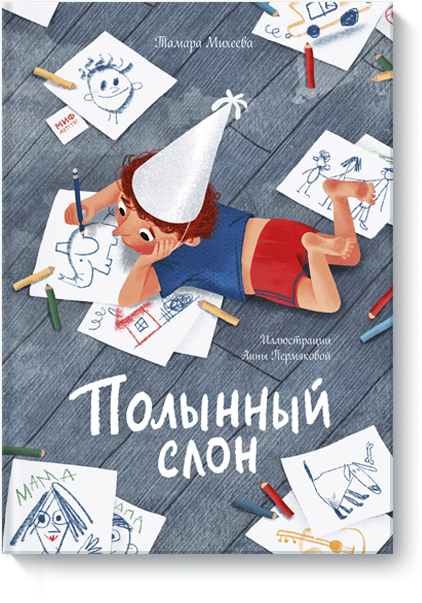 Тамара Михеева
МИФ
ДЕТСТВО
Иллюстрации
Анны Пермяковой
Полынный
слон
МАМА
ПАПА